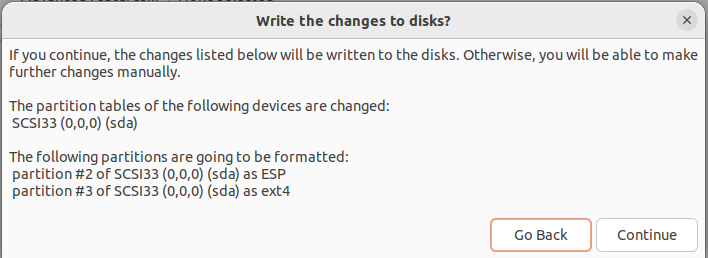 Write the changes to disks?
If you continue, the changes listed below will be written to the disks. Otherwise, you will be able to make
further changes manually.
The partition tables of the following devices are changed:
SCSI33 (0,0,0) (sda)
The following partitions are going to be formatted:
partition #2 of SCSI33 (0,0,0) (sda) as ESP
partition #3 of SCSI33 (0,0,0) (sda) as ext4
Go Back
Continue